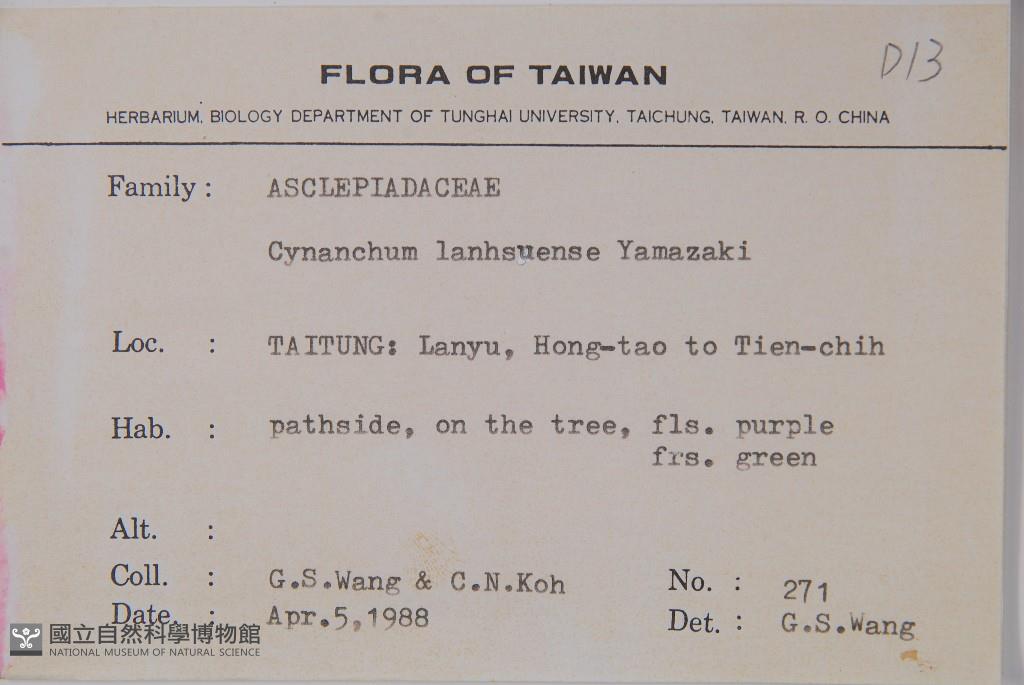 D13
FLORA OF TAIWAN
HERBARIUM, BIOLOGY DEPARTMENT OF TUNGHAI UNIVERSITY, TAICHUNG, TAIWAN, R. O. CHINA
Family : ASCLEPIADACEAE
Cynanchum lanhsuense Yamazaki
Loc. : TAITUNG: Lanyu, Hong-tao to Tien-chih
Hab. : pathside, on the tree, fls. purple
frs. green
Alt. :
Coll. : G.S.Wang & C.N.Koh No. : 271
Date. : Apr.5,1988 Det. : G.S.Wang
國立自然科學博物館
NATIONAL MUSEUM OF NATURAL SCIENCE